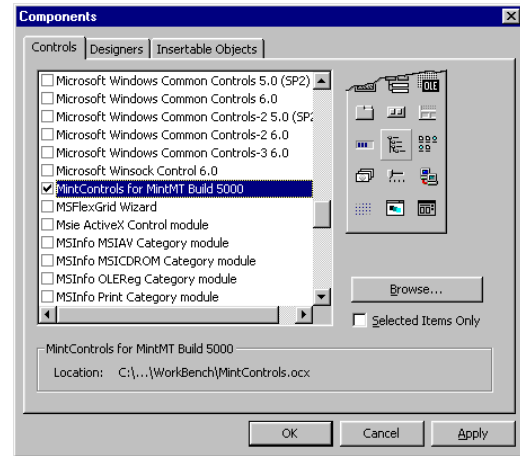 Components
Controls
Designers
Insertable Objects
Microsoft Windows Common Controls 5.0 (SP2)
Microsoft Windows Common Controls 6.0
Microsoft Windows Common Controls-2 5.0 (SP2
Microsoft Windows Common Controls-2 6.0
Microsoft Windows Common Controls-3 6.0
Microsoft Winsock Control 6.0
MintControls for MintMT Build 5000
MSFlexGrid Wizard
Msie ActiveX Control module
MSInfo MSIAV Category module
MSInfo MSICDROM Category module
MSInfo OLEReg Category module
MSInfo Print Category module
OLE
Browse...
Selected Items Only
MintControls for MintMT Build 5000
Location: C:\...\WorkBench\MintControls.ocx
OK
Cancel
Apply